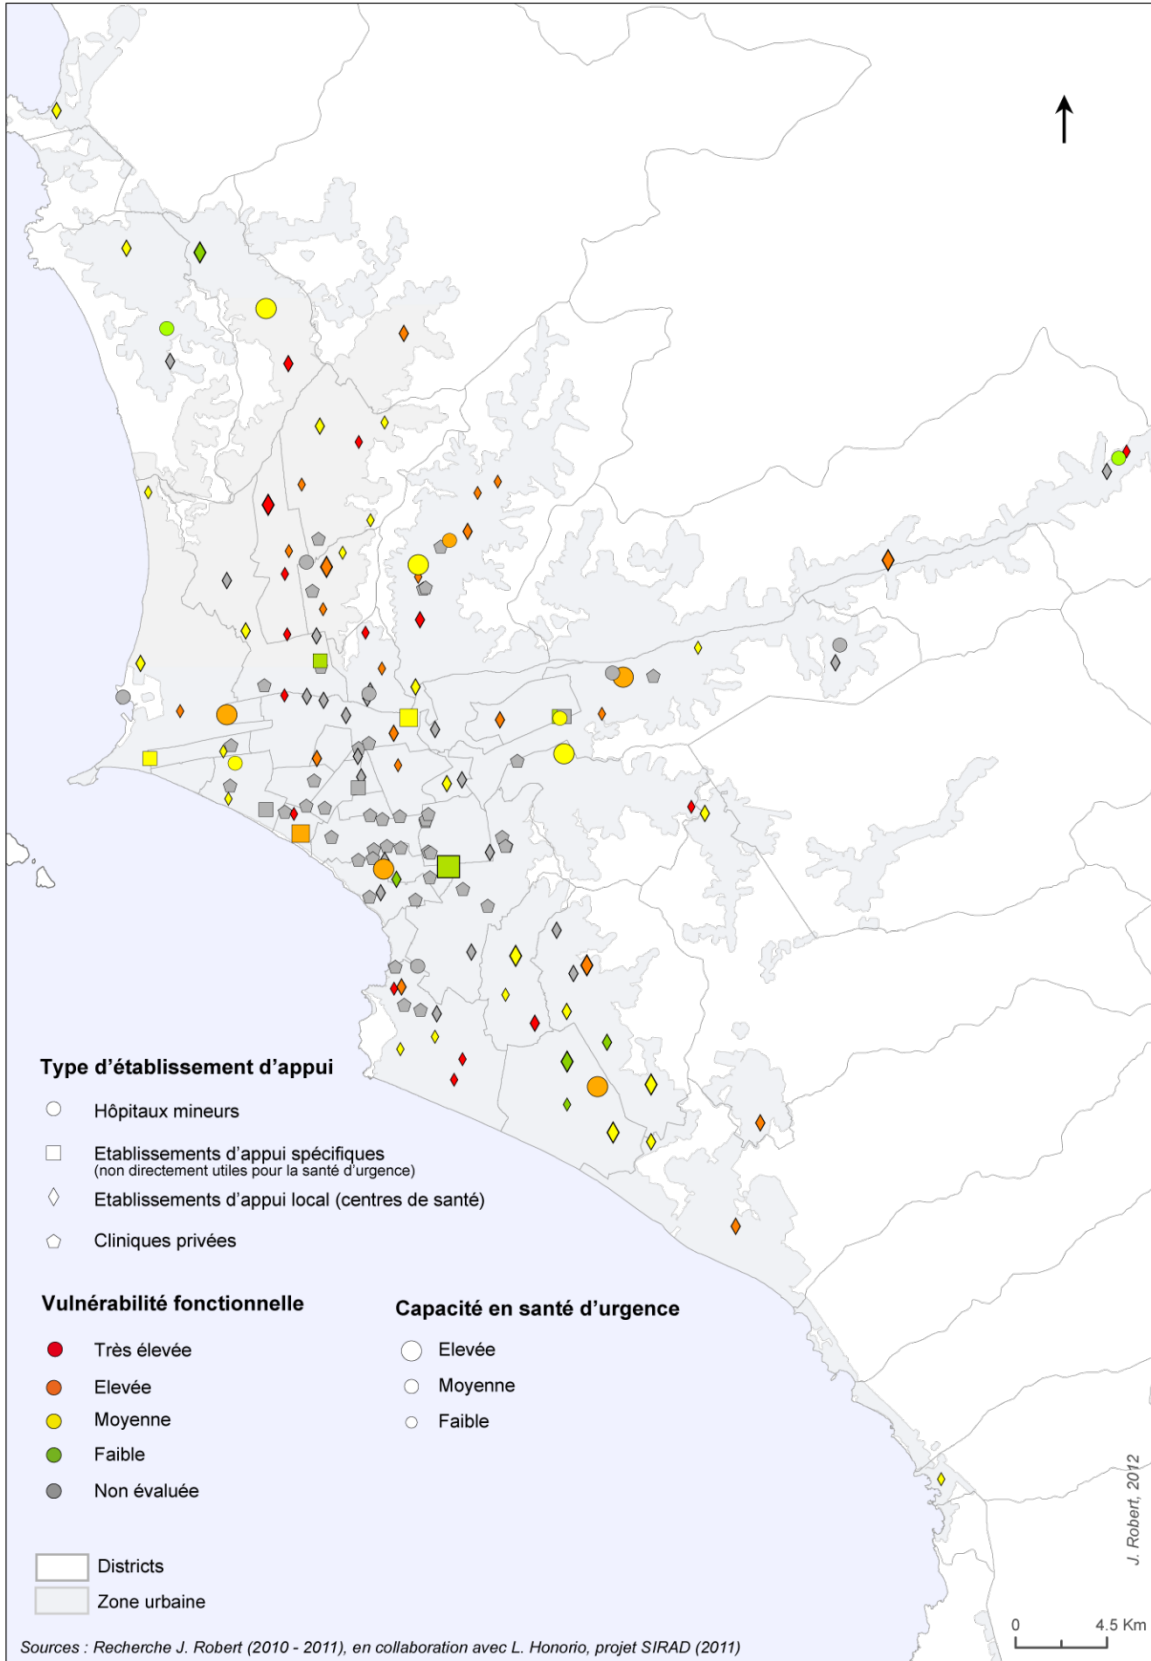 Type d'établissement d'appui
Hôpitaux mineurs
Etablissements d'appui spécifiques
(non directement utiles pour la santé d'urgence)
Etablissements d'appui local (centres de santé)
Cliniques privées
Vulnérabilité fonctionnelle
Très élevée
Elevée
Moyenne
Faible
Non évaluée
Capacité en santé d'urgence
Elevée
Moyenne
Faible
Districts
Zone urbaine
J. Robert, 2012
0 4.5 Km
Sources : Recherche J. Robert (2010 - 2011), en collaboration avec L. Honorio, projet SIRAD (2011)